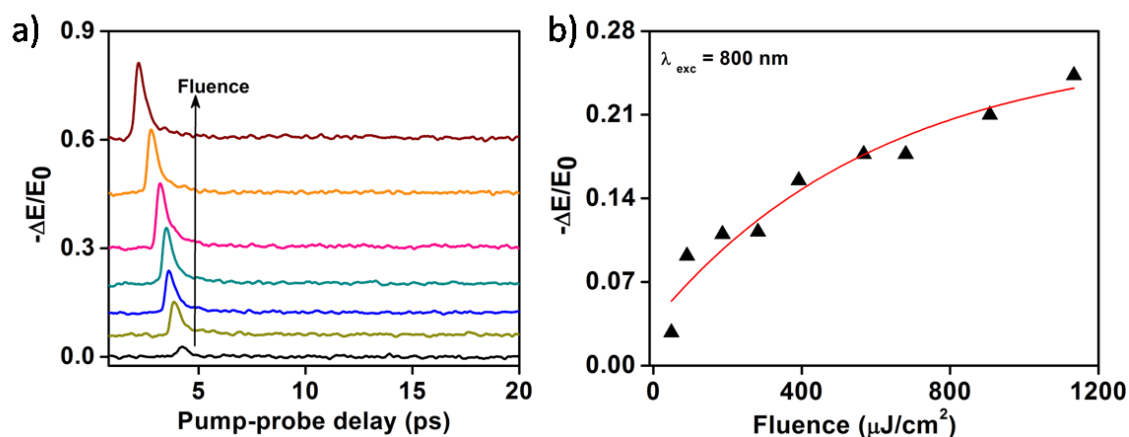 a)
0.9
0.6
0.3
0.0
-ΔE/E0
Fluence
5
10
15
20
Pump-probe delay (ps)
b)
λ exc = 800 nm
0.28
0.21
0.14
0.07
0.00
-ΔE/E0
0
400
800
1200
Fluence (μJ/cm²)